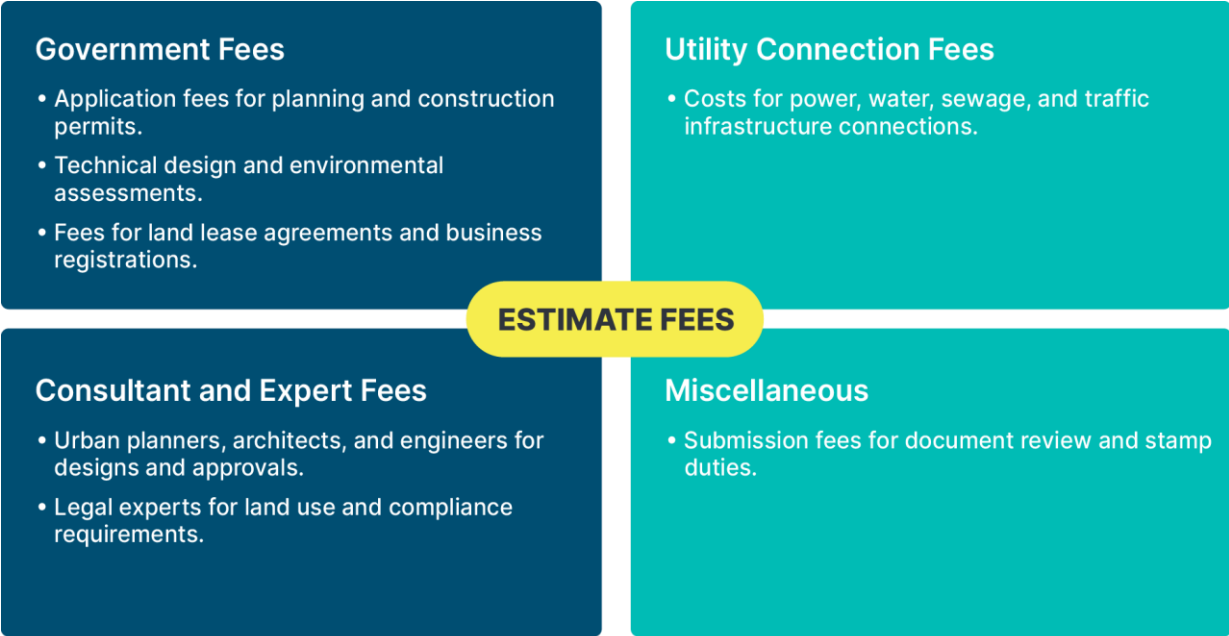 Government Fees
• Application fees for planning and construction
permits.
• Technical design and environmental
assessments.
• Fees for land lease agreements and business
registrations.
Utility Connection Fees
• Costs for power, water, sewage, and traffic
infrastructure connections.
ESTIMATE FEES
Consultant and Expert Fees
• Urban planners, architects, and engineers for
designs and approvals.
• Legal experts for land use and compliance
requirements.
Miscellaneous
• Submission fees for document review and stamp
duties.